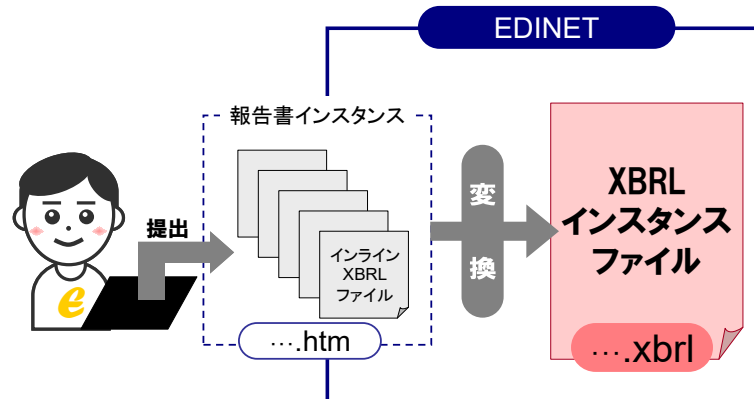 EDINET
報告書インスタンス
提出
e
インライン
XBRL
ファイル
….htm
変
換
XBRL
インスタンス
ファイル
….xbrl